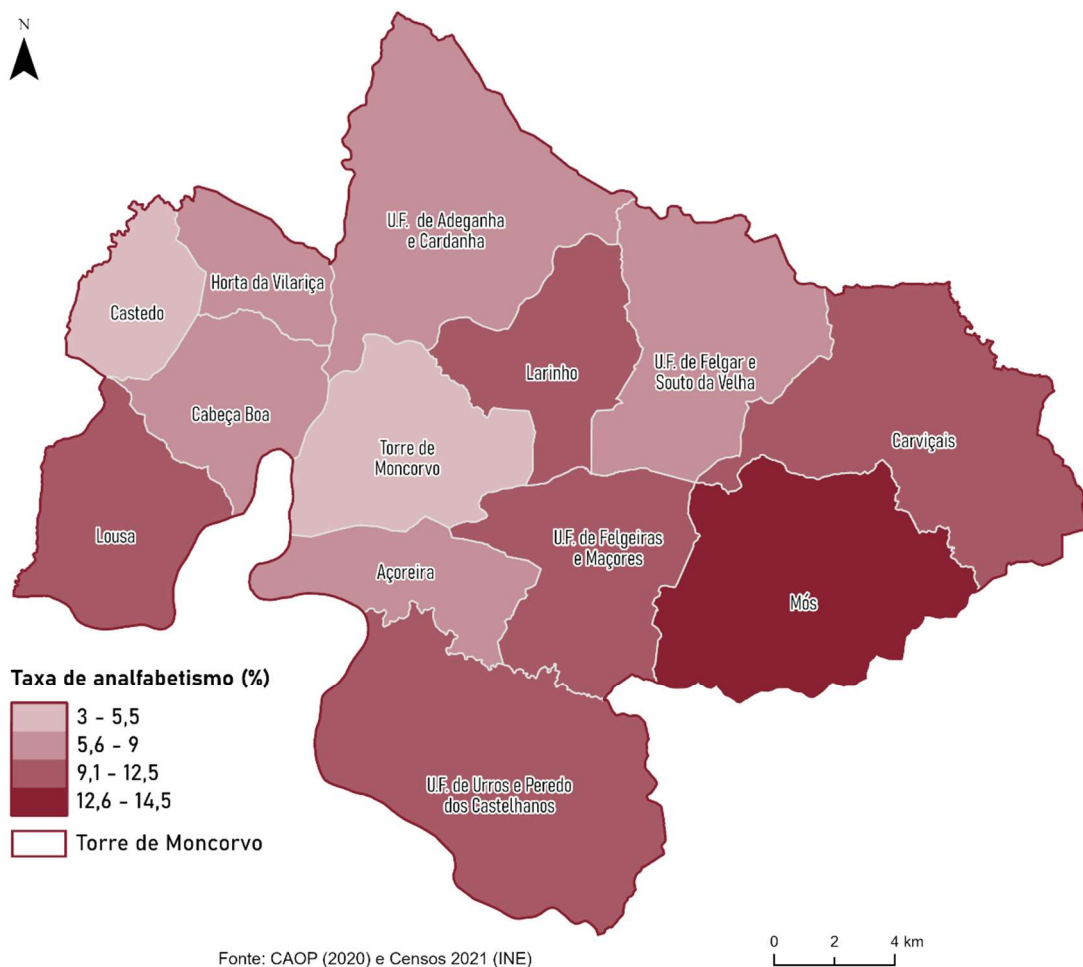 N
U.F. de Adeganha
e Cardanha
Horta da Vilariça
Castedo
Larinho
U.F. de Felgar e
Souto da Velha
Cabeça Boa
Torre de
Moncorvo
Carviçais
Lousa
U.F. de Felgeiras
e Maçores
Açoreira
Mós
U.F. de Urros e Peredo
dos Castelhanos
Taxa de analfabetismo (%)
3 - 5,5
5,6 - 9
9,1 - 12,5
12,6 - 14,5
Torre de Moncorvo
Fonte: CAOP (2020) e Censos 2021 (INE)
0 2 4 km